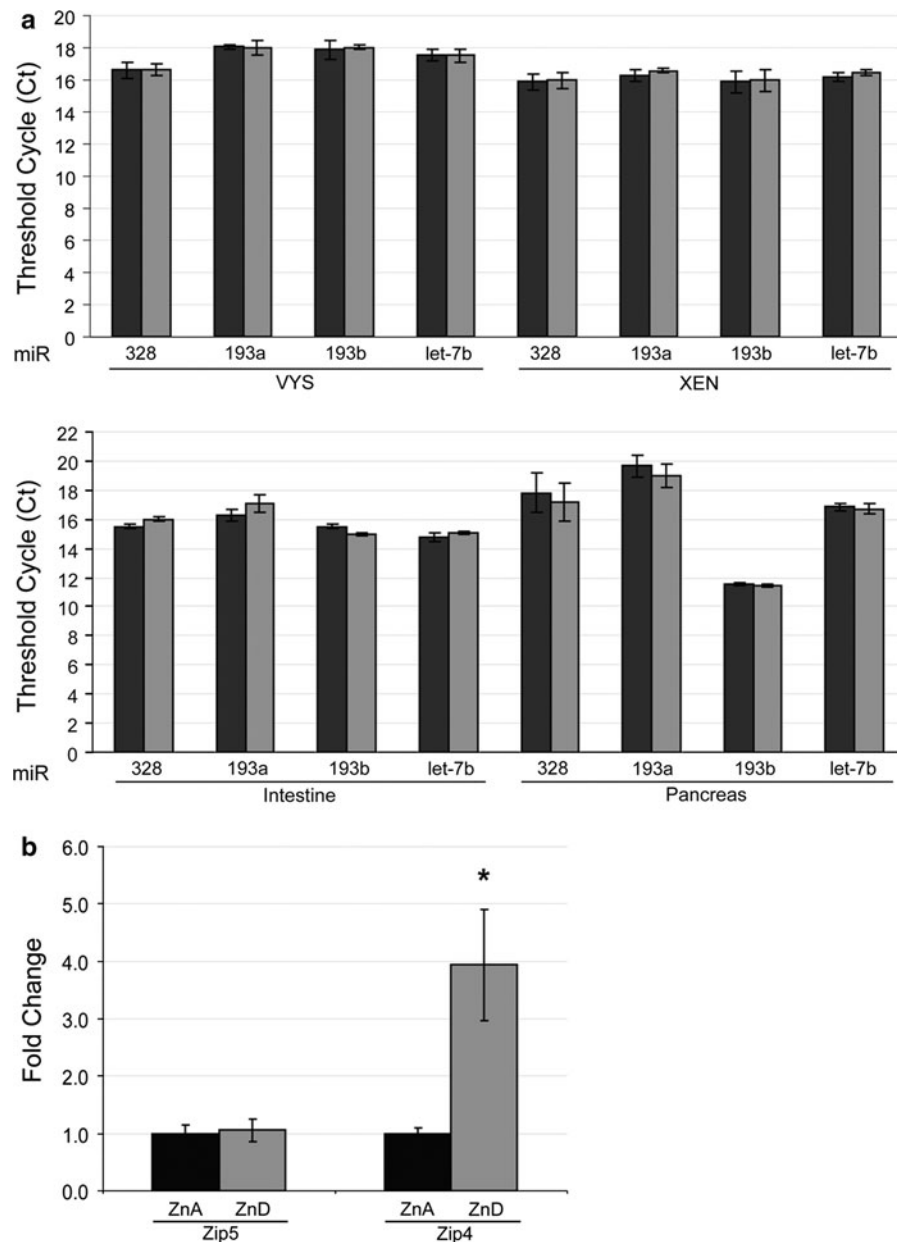 a
Threshold Cycle (Ct)
20
18
16
14
12
10
8
6
4
2
0
miR 328 193a 193b let-7b 328 193a 193b let-7b
VYS XEN
Threshold Cycle (Ct)
22
20
18
16
14
12
10
8
6
4
2
0
miR 328 193a 193b let-7b 328 193a 193b let-7b
Intestine Pancreas
b
Fold Change
6.0
5.0
4.0
3.0
2.0
1.0
0.0
*
ZnA ZnD ZnA ZnD
Zip5 Zip4